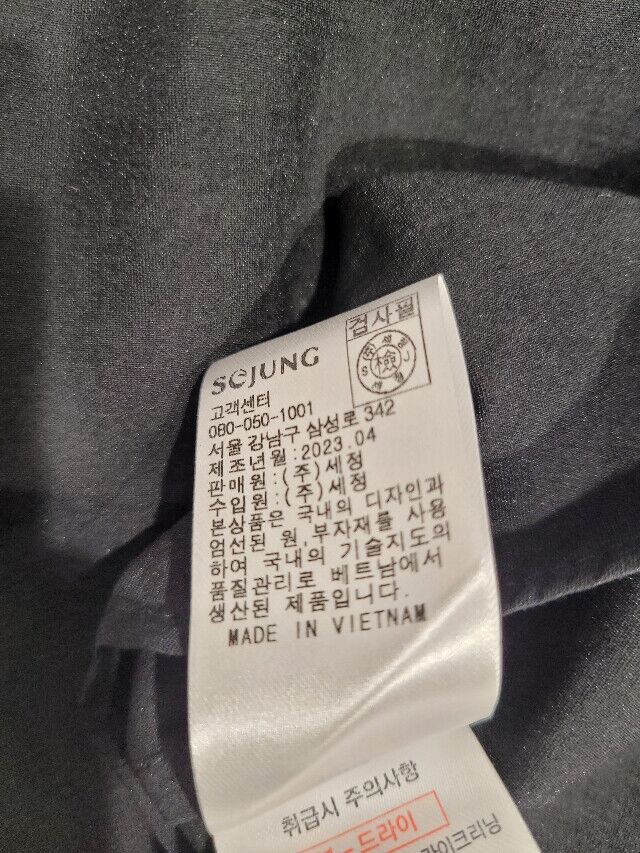 SEJUNG
검사필
檢
고객센터
080-050-1001
서울 강남구 삼성로 342
제조년월:2023.04
판매원:(주)세정
수입원:(주)세정
본상품은 국내의 디자인과
엄선된 원,부자재를 사용
하여 국내의 기술지도와
품질관리로 베트남에서
생산된 제품입니다.
MADE IN VIETNAM
취급시 주의사항
드라이